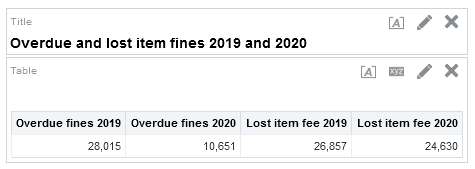 Title
[A]
Overdue and lost item fines 2019 and 2020
Table
[A] xyz
Overdue fines 2019 Overdue fines 2020 Lost item fee 2019 Lost item fee 2020
28,015 10,651 26,857 24,630